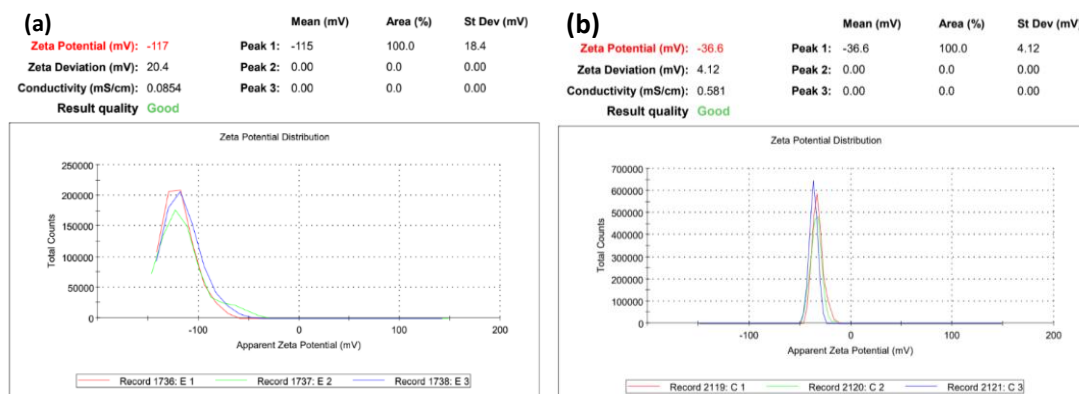 (a)
Mean (mV) Area (%) St Dev (mV)
Zeta Potential (mV): -117 Peak 1: -115 100.0 18.4
Zeta Deviation (mV): 20.4 Peak 2: 0.00 0.0 0.00
Conductivity (mS/cm): 0.0854 Peak 3: 0.00 0.0 0.00
Result quality Good
Zeta Potential Distribution
Total Counts
250000
200000
150000
100000
50000
0
-100 0 100 200
Apparent Zeta Potential (mV)
Record 1736: E 1 Record 1737: E 2 Record 1738: E 3
(b)
Mean (mV) Area (%) St Dev (mV)
Zeta Potential (mV): -36.6 Peak 1: -36.6 100.0 4.12
Zeta Deviation (mV): 4.12 Peak 2: 0.00 0.0 0.00
Conductivity (mS/cm): 0.581 Peak 3: 0.00 0.0 0.00
Result quality Good
Zeta Potential Distribution
Total Counts
700000
600000
500000
400000
300000
200000
100000
0
-100 0 100 200
Apparent Zeta Potential (mV)
Record 2119: C 1 Record 2120: C 2 Record 2121: C 3